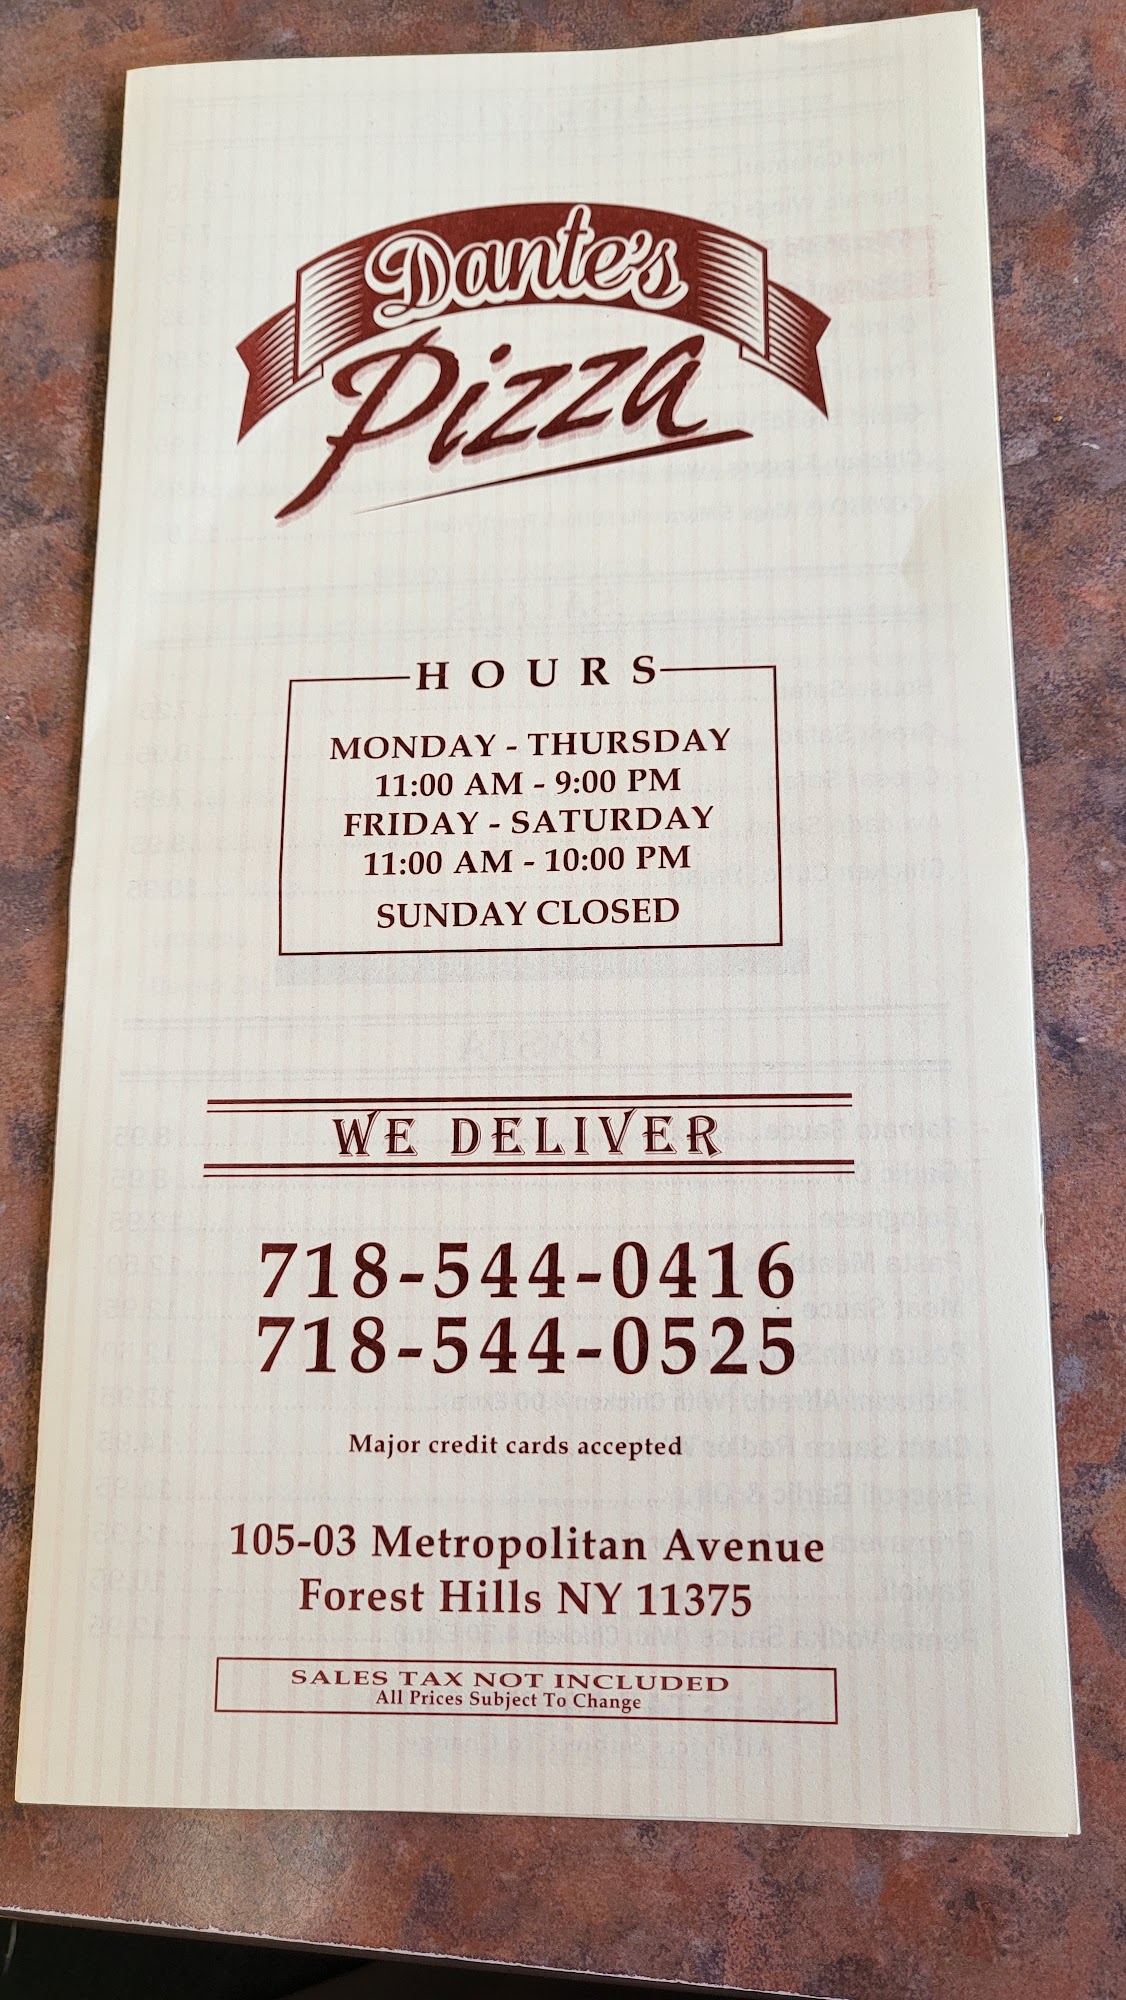 Dante's
Pizza
HOURS
MONDAY - THURSDAY
11:00 AM - 9:00 PM
FRIDAY - SATURDAY
11:00 AM - 10:00 PM
SUNDAY CLOSED
WE DELIVER
718-544-0416
718-544-0525
Major credit cards accepted
105-03 Metropolitan Avenue
Forest Hills NY 11375
SALES TAX NOT INCLUDED
All Prices Subject To Change